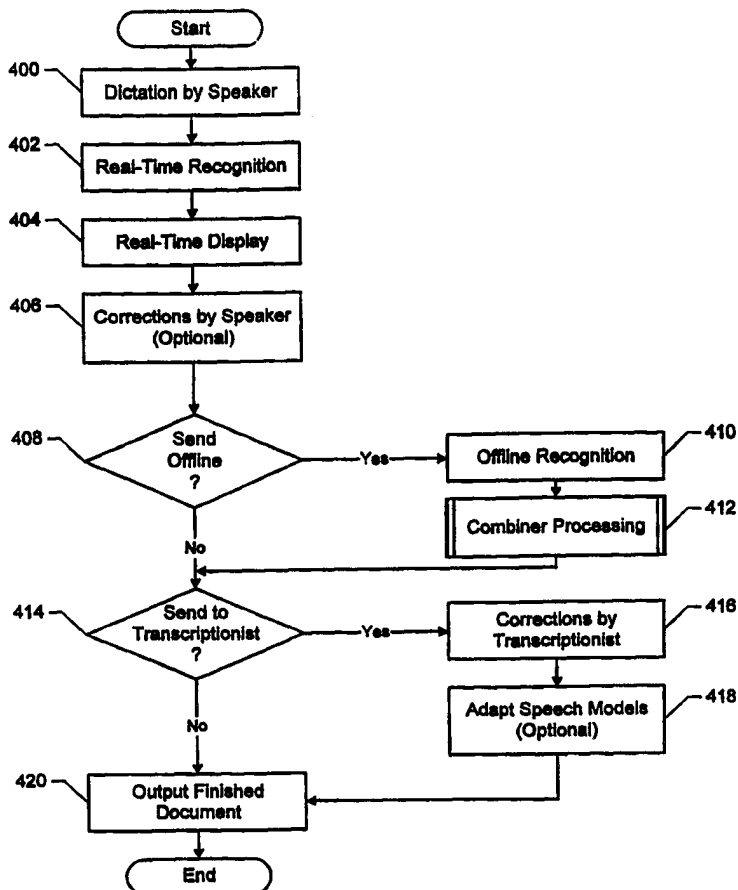 Start
400
Dictation by Speaker
402
Real-Time Recognition
404
Real-Time Display
406
Corrections by Speaker
(Optional)
408
Send
Offline
?
Yes
410
Offline Recognition
412
Combiner Processing
No
414
Send to
Transcriptionist
?
Yes
416
Corrections by
Transcriptionist
418
Adapt Speech Models
(Optional)
No
420
Output Finished
Document
End